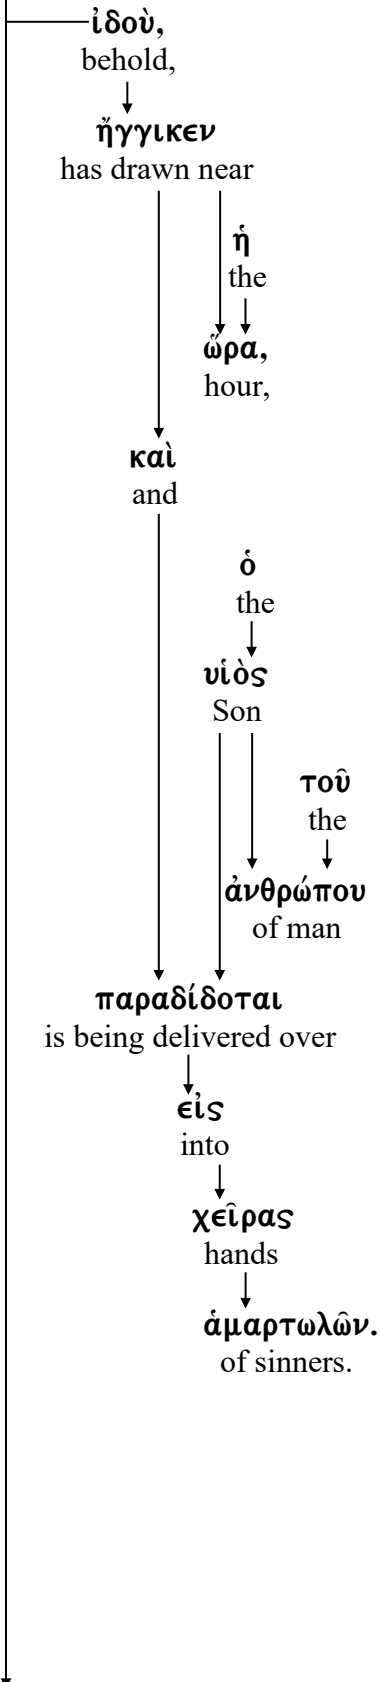 ἰδοὺ,
behold,
ἤγγικεν
has drawn near
ἡ
the
ὥρα,
hour,
καὶ
and
ὁ
the
υἱὸς
Son
τοῦ
the
ἀνθρώπου
of man
παραδίδοται
is being delivered over
εἰς
into
χεῖρας
hands
ἁμαρτωλῶν.
of sinners.